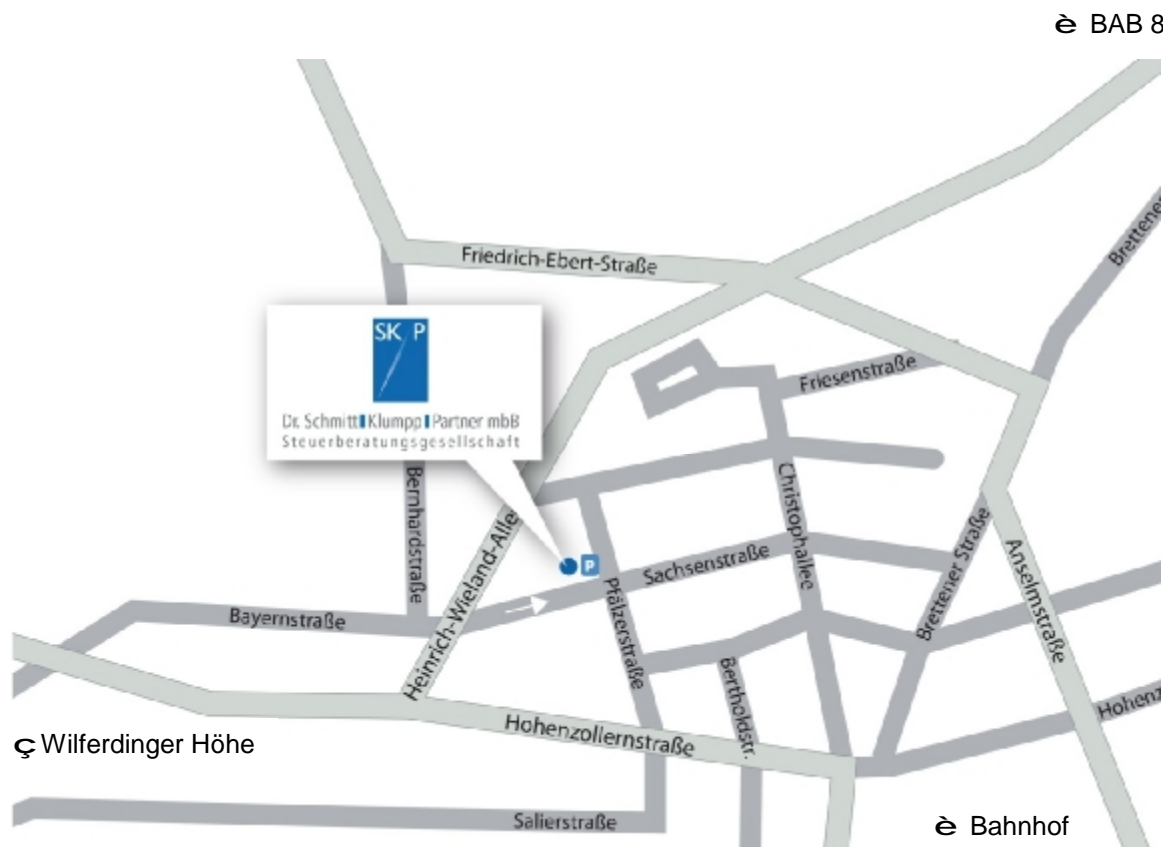 è BAB 8
Brettener
Friedrich-Ebert-Straße
SK P
Dr. Schmitt Klumpp Partner mbB
Steuerberatungsgesellschaft
Friesenstraße
Bernhardstraße
Christophallee
Heinrich-Wieland-Allee
P
Sachsenstraße
Brettener Straße
Anselmstraße
Pfälzerstraße
Bayernstraße
Bertholdstr.
Hohenz
Hohenzollernstraße
ç Wilferdinger Höhe
Salierstraße
è Bahnhof